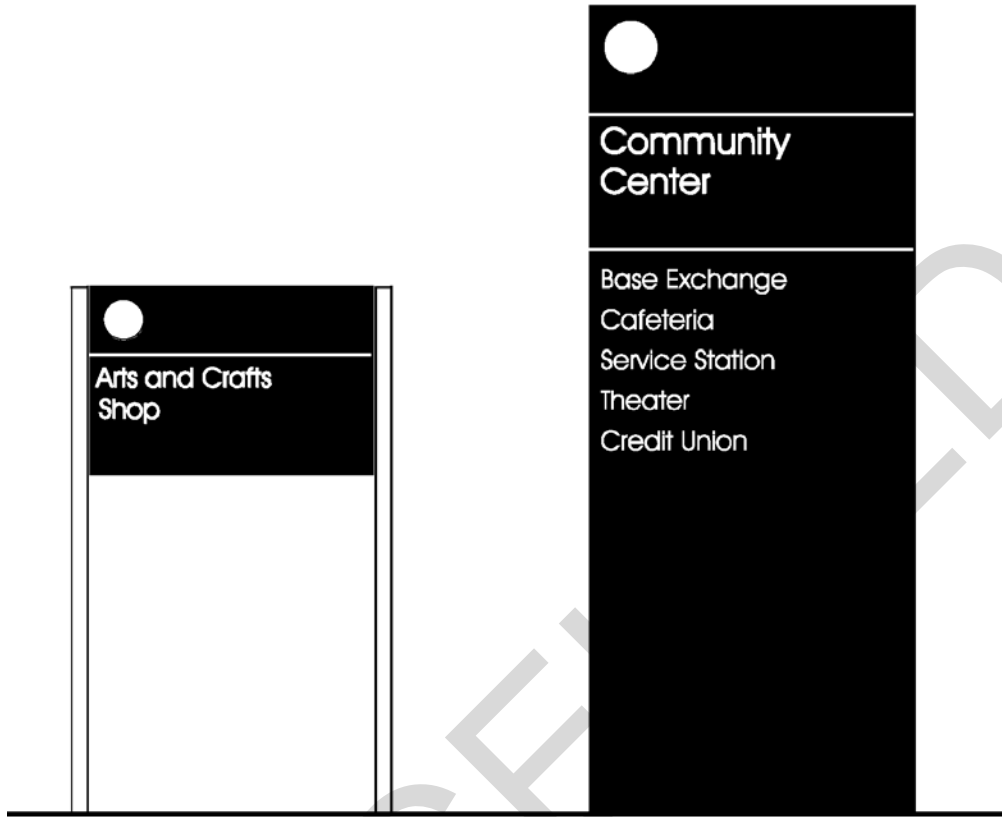 Arts and Crafts
Shop
Community
Center
Base Exchange
Cafeteria
Service Station
Theater
Credit Union